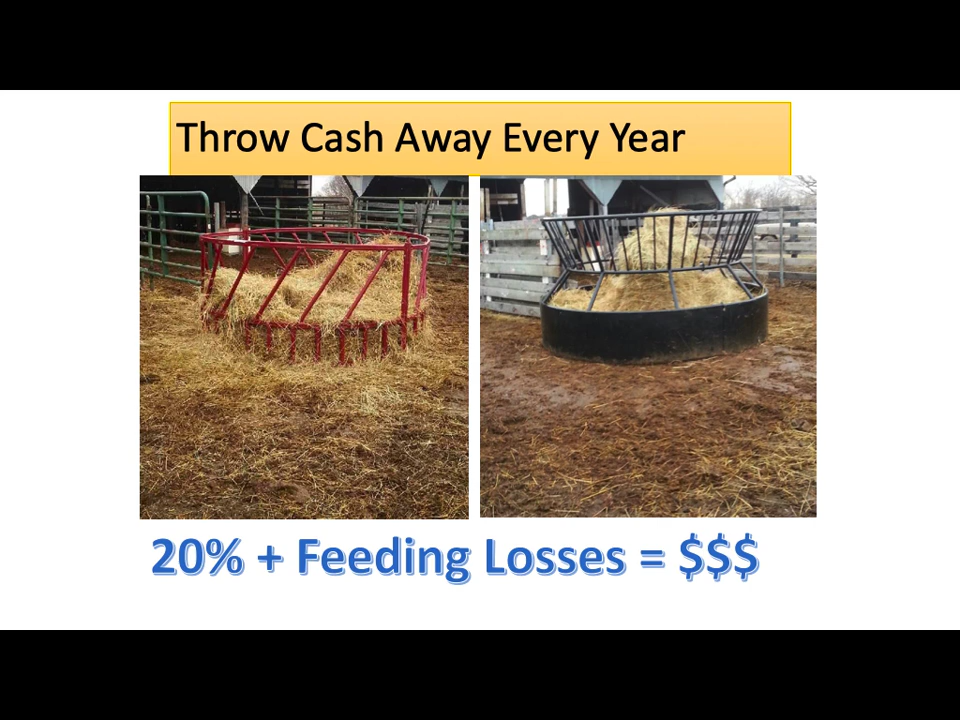 Throw Cash Away Every Year
20% + Feeding Losses = $$$